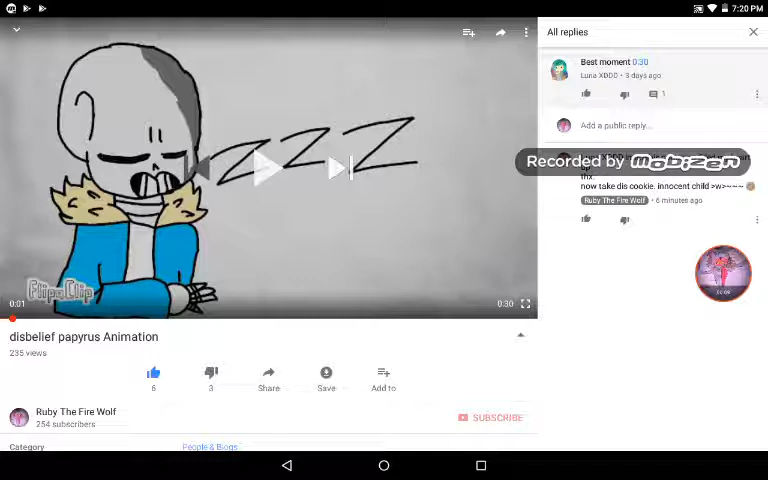 7:20 PM
All replies
ZZZ
Best moment 0:30
Luna XDDD • 3 days ago
1
Add a public reply...
Recorded by mobizen
up
thx.
now take dis cookie. innocent child >w>~~~
Ruby The Fire Wolf • 6 minutes ago
FlipaClip
0:01
0:30
disbelief papyrus Animation
235 views
6
3
Share
Save
Add to
Ruby The Fire Wolf
254 subscribers
SUBSCRIBE
Category
People & Blogs